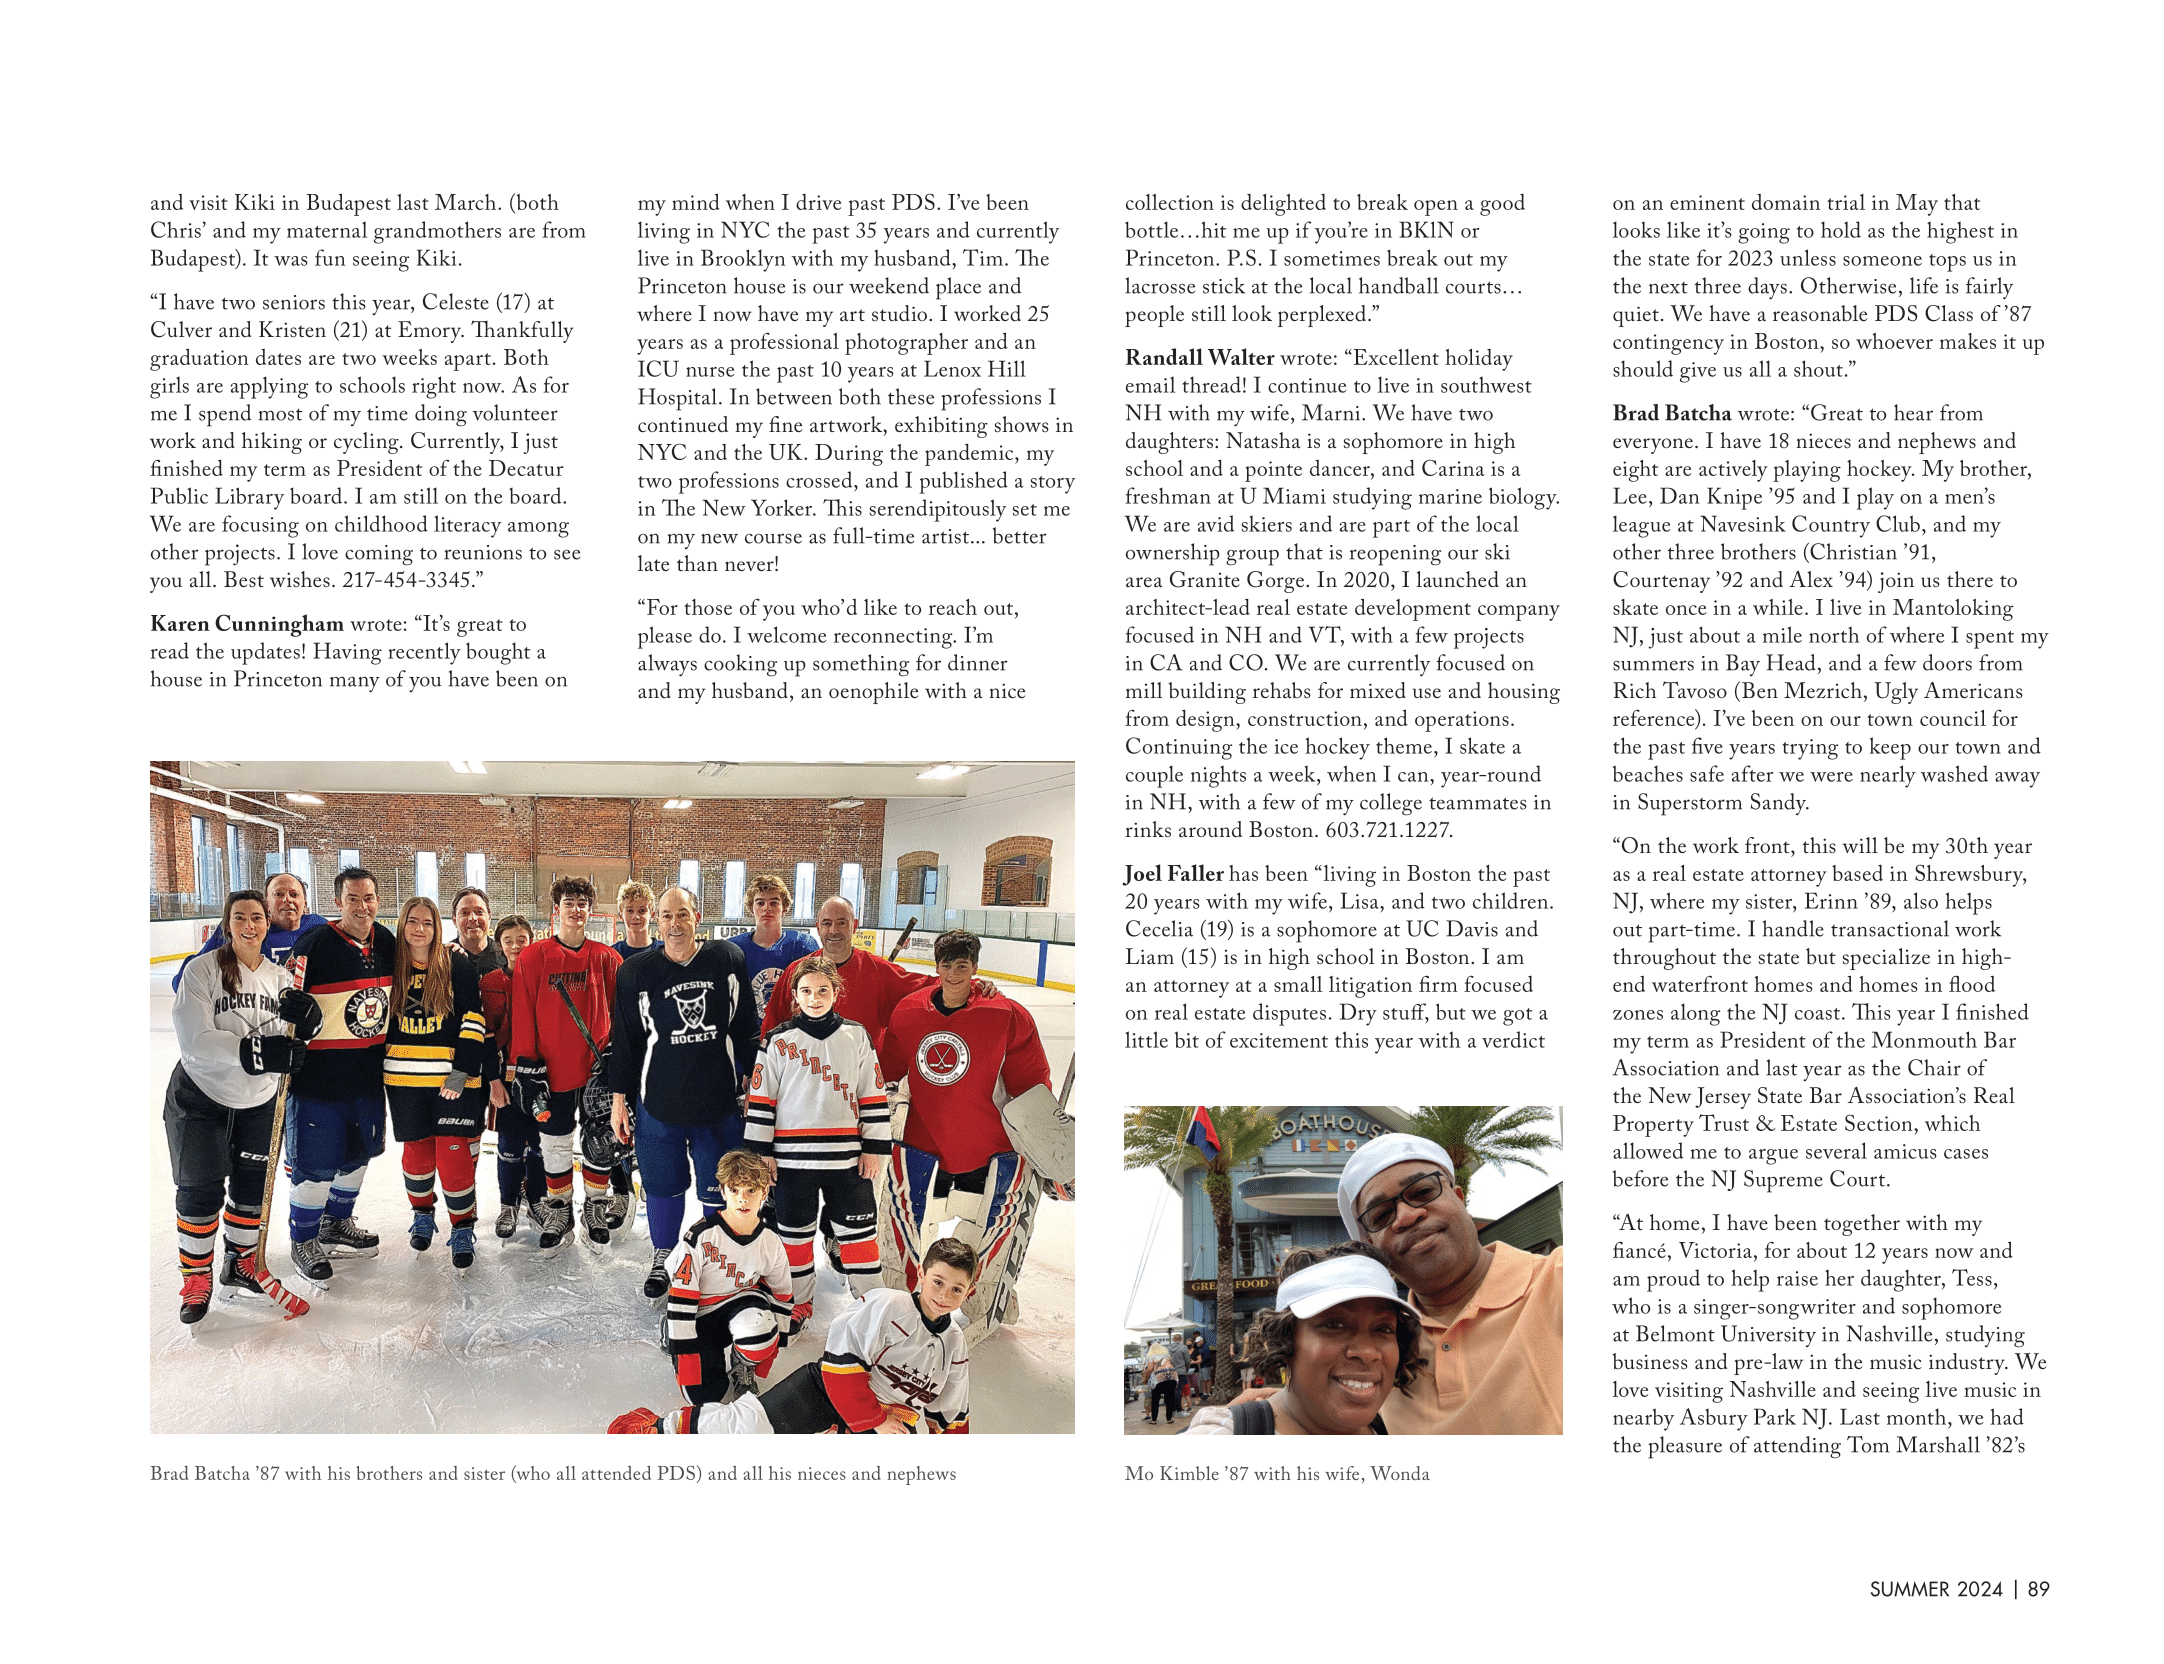 and visit Kiki in Budapest last March. (both
Chris’ and my maternal grandmothers are from
Budapest). It was fun seeing Kiki.
“I have two seniors this year, Celeste (17) at
Culver and Kristen (21) at Emory. Thankfully
graduation dates are two weeks apart. Both
girls are applying to schools right now. As for
me I spend most of my time doing volunteer
work and hiking or cycling. Currently, I just
finished my term as President of the Decatur
Public Library board. I am still on the board.
We are focusing on childhood literacy among
other projects. I love coming to reunions to see
you all. Best wishes. 217-454-3345.”
Karen Cunningham wrote: “It’s great to
read the updates! Having recently bought a
house in Princeton many of you have been on
my mind when I drive past PDS. I’ve been
living in NYC the past 35 years and currently
live in Brooklyn with my husband, Tim. The
Princeton house is our weekend place and
where I now have my art studio. I worked 25
years as a professional photographer and an
ICU nurse the past 10 years at Lenox Hill
Hospital. In between both these professions I
continued my fine artwork, exhibiting shows in
NYC and the UK. During the pandemic, my
two professions crossed, and I published a story
in The New Yorker. This serendipitously set me
on my new course as full-time artist... better
late than never!
“For those of you who’d like to reach out,
please do. I welcome reconnecting. I’m
always cooking up something for dinner
and my husband, an oenophile with a nice
collection is delighted to break open a good
bottle…hit me up if you’re in BKlN or
Princeton. P.S. I sometimes break out my
lacrosse stick at the local handball courts…
people still look perplexed.”
Randall Walter wrote: “Excellent holiday
email thread! I continue to live in southwest
NH with my wife, Marni. We have two
daughters: Natasha is a sophomore in high
school and a pointe dancer, and Carina is a
freshman at U Miami studying marine biology.
We are avid skiers and are part of the local
ownership group that is reopening our ski
area Granite Gorge. In 2020, I launched an
architect-lead real estate development company
focused in NH and VT, with a few projects
in CA and CO. We are currently focused on
mill building rehabs for mixed use and housing
from design, construction, and operations.
Continuing the ice hockey theme, I skate a
couple nights a week, when I can, year-round
in NH, with a few of my college teammates in
rinks around Boston. 603.721.1227.
Joel Faller has been “living in Boston the past
20 years with my wife, Lisa, and two children.
Cecelia (19) is a sophomore at UC Davis and
Liam (15) is in high school in Boston. I am
an attorney at a small litigation firm focused
on real estate disputes. Dry stuff, but we got a
little bit of excitement this year with a verdict
on an eminent domain trial in May that
looks like it’s going to hold as the highest in
the state for 2023 unless someone tops us in
the next three days. Otherwise, life is fairly
quiet. We have a reasonable PDS Class of ’87
contingency in Boston, so whoever makes it up
should give us all a shout.”
Brad Batcha wrote: “Great to hear from
everyone. I have 18 nieces and nephews and
eight are actively playing hockey. My brother,
Lee, Dan Knipe ’95 and I play on a men’s
league at Navesink Country Club, and my
other three brothers (Christian ’91,
Courtenay ’92 and Alex ’94) join us there to
skate once in a while. I live in Mantoloking
NJ, just about a mile north of where I spent my
summers in Bay Head, and a few doors from
Rich Tavoso (Ben Mezrich, Ugly Americans
reference). I’ve been on our town council for
the past five years trying to keep our town and
beaches safe after we were nearly washed away
in Superstorm Sandy.
“On the work front, this will be my 30th year
as a real estate attorney based in Shrewsbury,
NJ, where my sister, Erinn ’89, also helps
out part-time. I handle transactional work
throughout the state but specialize in high-
end waterfront homes and homes in flood
zones along the NJ coast. This year I finished
my term as President of the Monmouth Bar
Association and last year as the Chair of
the New Jersey State Bar Association’s Real
Property Trust & Estate Section, which
allowed me to argue several amicus cases
before the NJ Supreme Court.
“At home, I have been together with my
fiancé, Victoria, for about 12 years now and
am proud to help raise her daughter, Tess,
who is a singer-songwriter and sophomore
at Belmont University in Nashville, studying
business and pre-law in the music industry. We
love visiting Nashville and seeing live music in
nearby Asbury Park NJ. Last month, we had
the pleasure of attending Tom Marshall ’82’s
HOCKEY
NAVESINK
HOCKEY
NAVESINK
HOCKEY
BAUER
CCM
CCM
BOATHOUSE
FOOD
Brad Batcha ’87 with his brothers and sister (who all attended PDS) and all his nieces and nephews
Mo Kimble ’87 with his wife, Wonda
SUMMER 2024 | 89